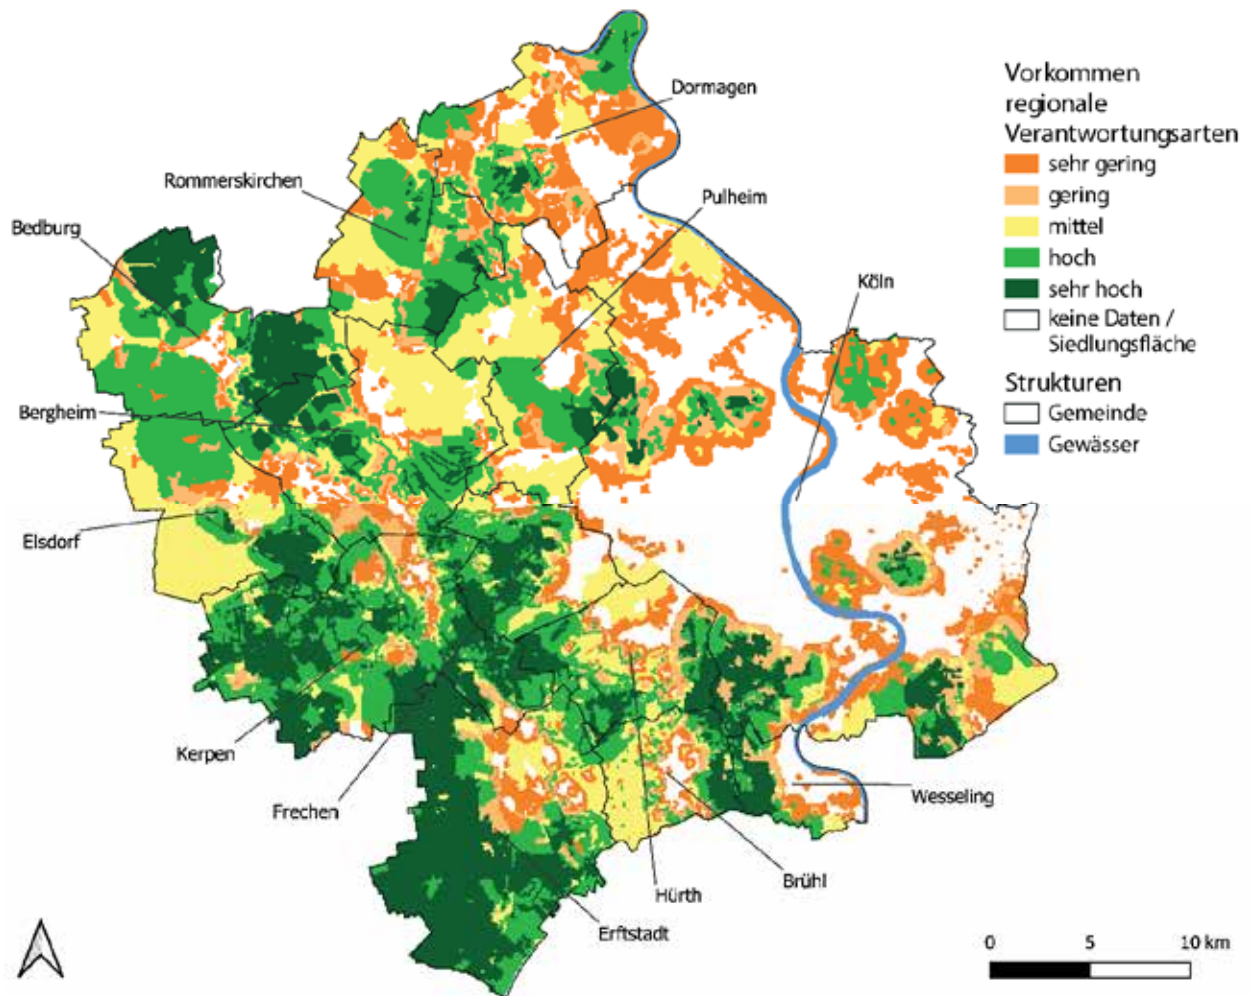 Vorkommen
regionale
Verantwortungsarten
sehr gering
gering
mittel
hoch
sehr hoch
keine Daten /
Siedlungsfläche
Strukturen
Gemeinde
Gewässer
Dormagen
Rommerskirchen
Pulheim
Bedburg
Köln
Bergheim
Elsdorf
Kerpen
Frechen
Wesseling
Brühl
Hürth
Erftstadt
0 5 10 km